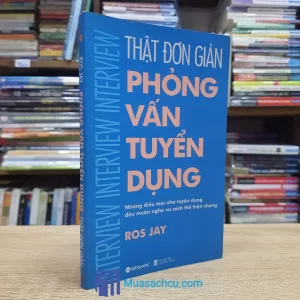 INTERVIEW INTERVIEW INTERVIEW
THẬT ĐƠN GIẢN
PHỎNG
VẤN
TUYỂN
DỤNG
Những điều mọi nhà tuyển dụng
đều muốn nghe và cách thể hiện chúng
ROS JAY
Muasachcu.com